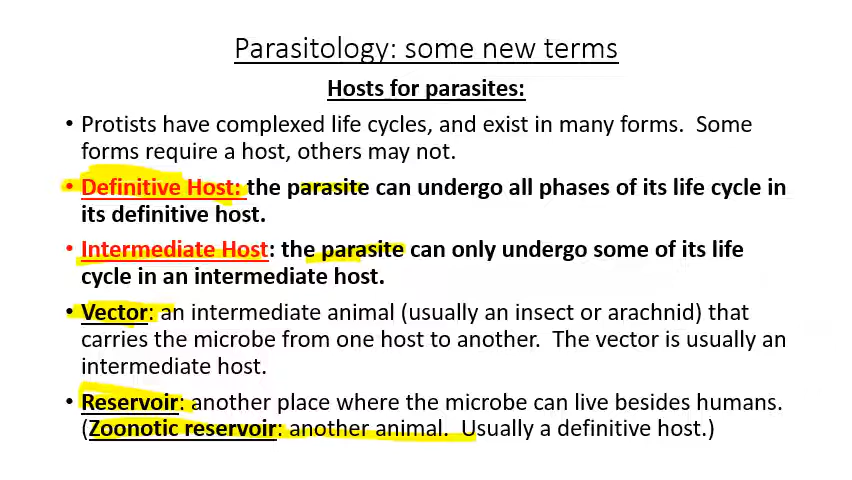 Parasitology: some new terms
Hosts for parasites:
• Protists have complexed life cycles, and exist in many forms.  Some
forms require a host, others may not.
• Definitive Host: the parasite can undergo all phases of its life cycle in
its definitive host.
• Intermediate Host: the parasite can only undergo some of its life
cycle in an intermediate host.
• Vector: an intermediate animal (usually an insect or arachnid) that
carries the microbe from one host to another.  The vector is usually an
intermediate host.
• Reservoir: another place where the microbe can live besides humans.
(Zoonotic reservoir: another animal.  Usually a definitive host.)